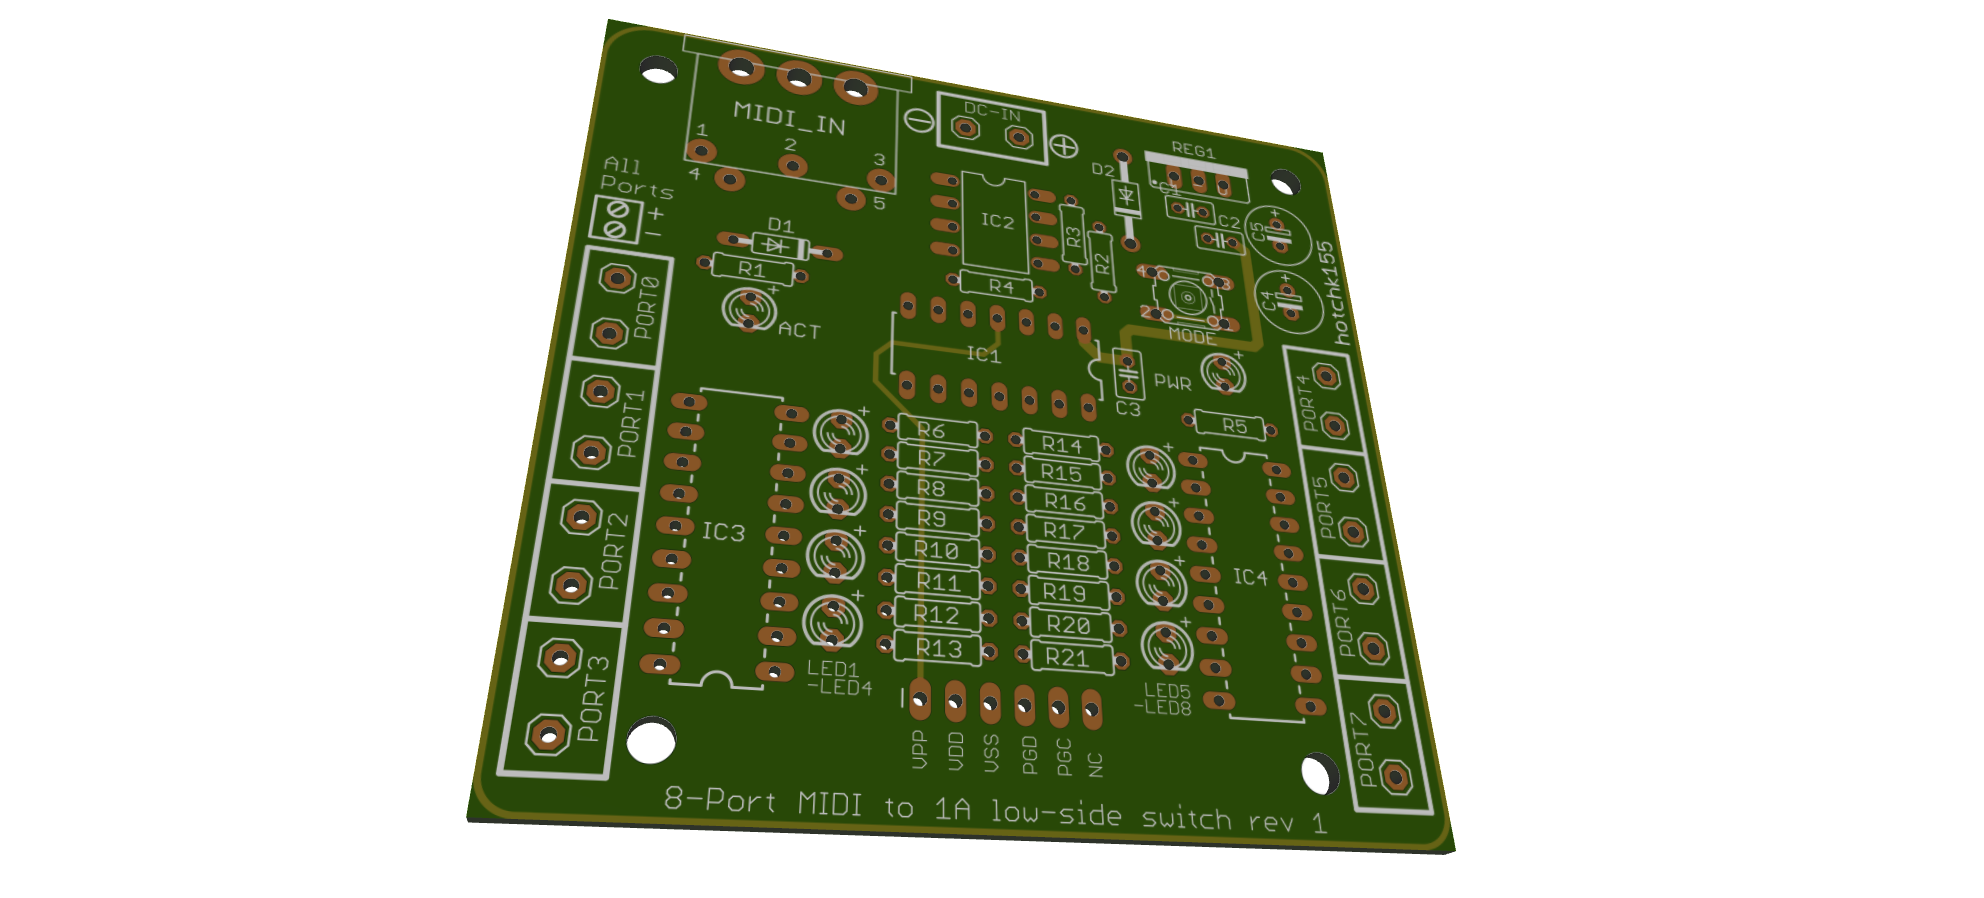 MIDI_IN
1
2
3
4
5
DC-IN
REG1
D2
C1
C2
C5
C4
hotchk155
All
Ports
+
−
D1
R1
ACT
IC2
R3
R2
R4
4
3
2
MODE
PWR
IC1
C3
R5
PORT0
PORT1
PORT2
PORT3
PORT4
PORT5
PORT6
PORT7
IC3
IC4
R6
R7
R8
R9
R10
R11
R12
R13
R14
R15
R16
R17
R18
R19
R20
R21
LED1
-LED4
LED5
-LED8
VPP
VDD
VSS
PGD
PGC
NC
8-Port MIDI to 1A low-side switch rev 1